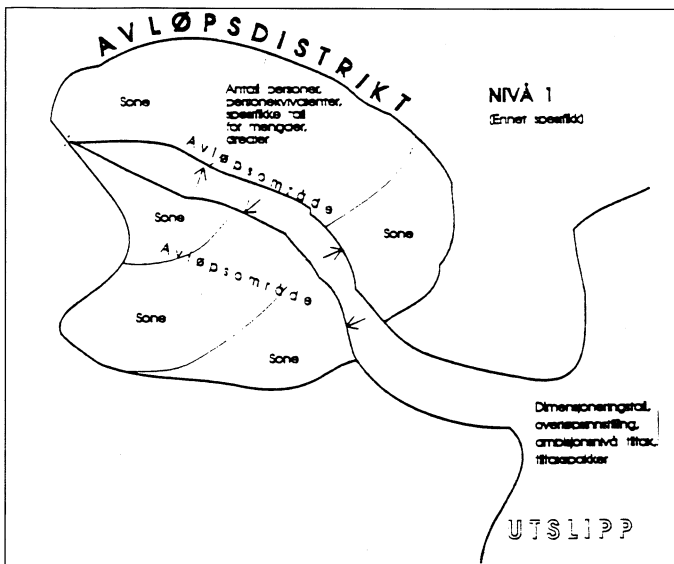 AVLØPSDISTRIKT
NIVÅ 1
(Ennet spesifikk)
Sone
Antall personer,
personekvivalenter,
spesifikke tall
for mengder,
arealer
Avløpsområde
Sone
Sone
Avløpsområde
Sone
Sone
Dimensjoneringstall,
overløpsinnstilling,
ambisjonsnivå tiltak,
tiltakspakker
UTSLIPP